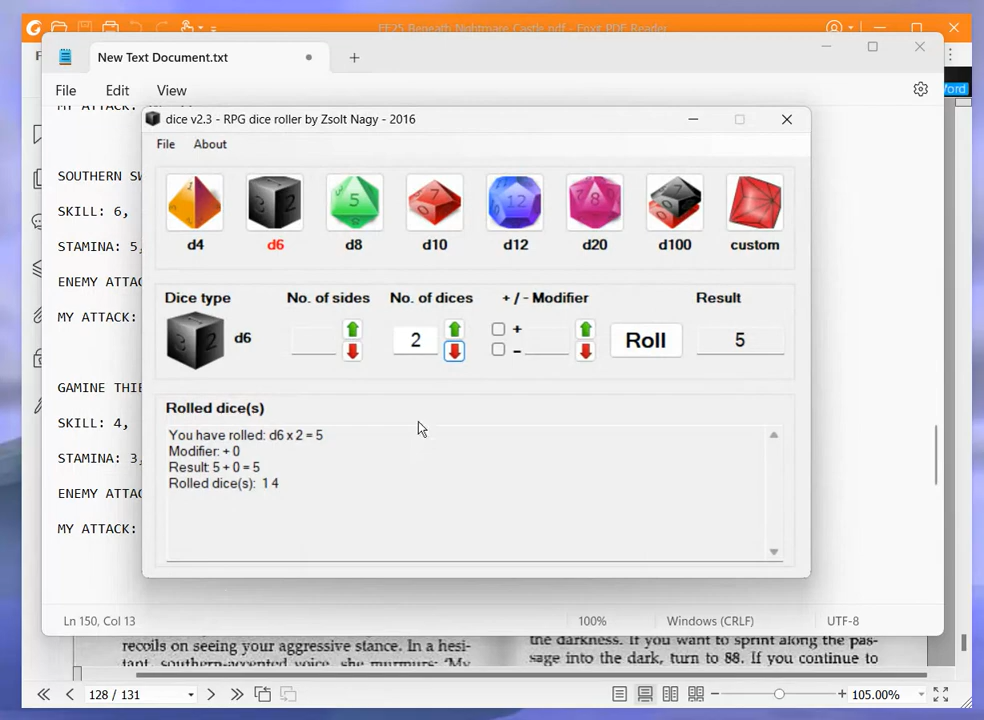 FF25 Beneath Nightmare Castle.pdf - Foxit PDF Reader
New Text Document.txt
File Edit View
Word
MY ATTACK:
dice v2.3 - RPG dice roller by Zsolt Nagy - 2016
File About
SOUTHERN SW
SKILL: 6,
STAMINA: 5,
ENEMY ATTAC
MY ATTACK:
GAMINE THIE
SKILL: 4,
STAMINA: 3,
ENEMY ATTAC
MY ATTACK:
d4 d6 d8 d10 d12 d20 d100 custom
Dice type No. of sides No. of dices + / - Modifier Result
d6 2 + - Roll 5
Rolled dice(s)
You have rolled: d6 x 2 = 5
Modifier: + 0
Result: 5 + 0 = 5
Rolled dice(s): 1 4
Ln 150, Col 13 100% Windows (CRLF) UTF-8
recoils on seeing your aggressive stance. In a hesi-
tant, southern-accented voice, she murmurs: 'My
the darkness. If you want to sprint along the pas-
sage into the dark, turn to 88. If you continue to
128 / 131 105.00%